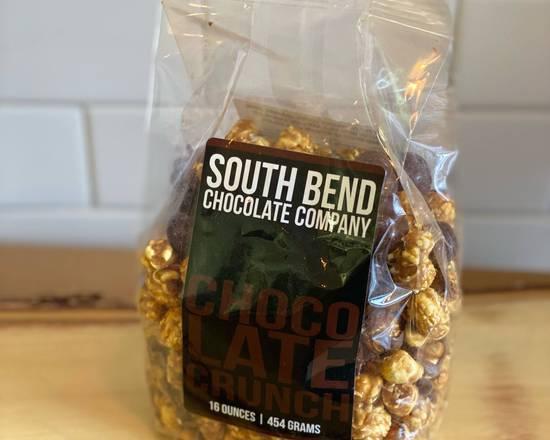 SOUTH BEND
CHOCOLATE COMPANY
CHOCO
LATE
CRUNCH
16 OUNCES | 454 GRAMS